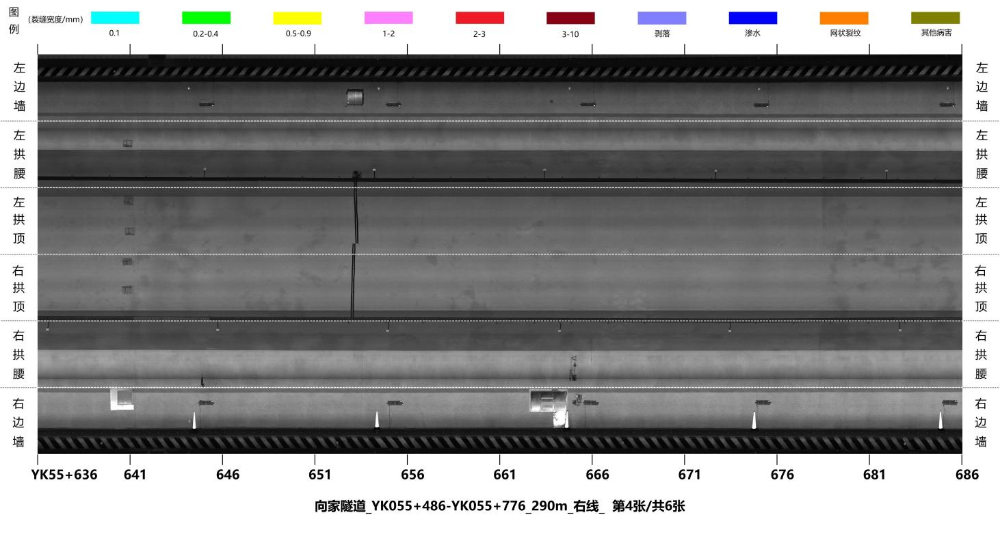 图例
(裂缝宽度/mm)
0.1
0.2-0.4
0.5-0.9
1-2
2-3
3-10
剥落
渗水
网状裂纹
其他病害
左边墙
左边墙
左拱腰
左拱腰
左拱顶
左拱顶
右拱顶
右拱顶
右拱腰
右拱腰
右边墙
右边墙
YK55+636 641 646 651 656 661 666 671 676 681 686
向家隧道_YK055+486-YK055+776_290m_右线_ 第4张/共6张